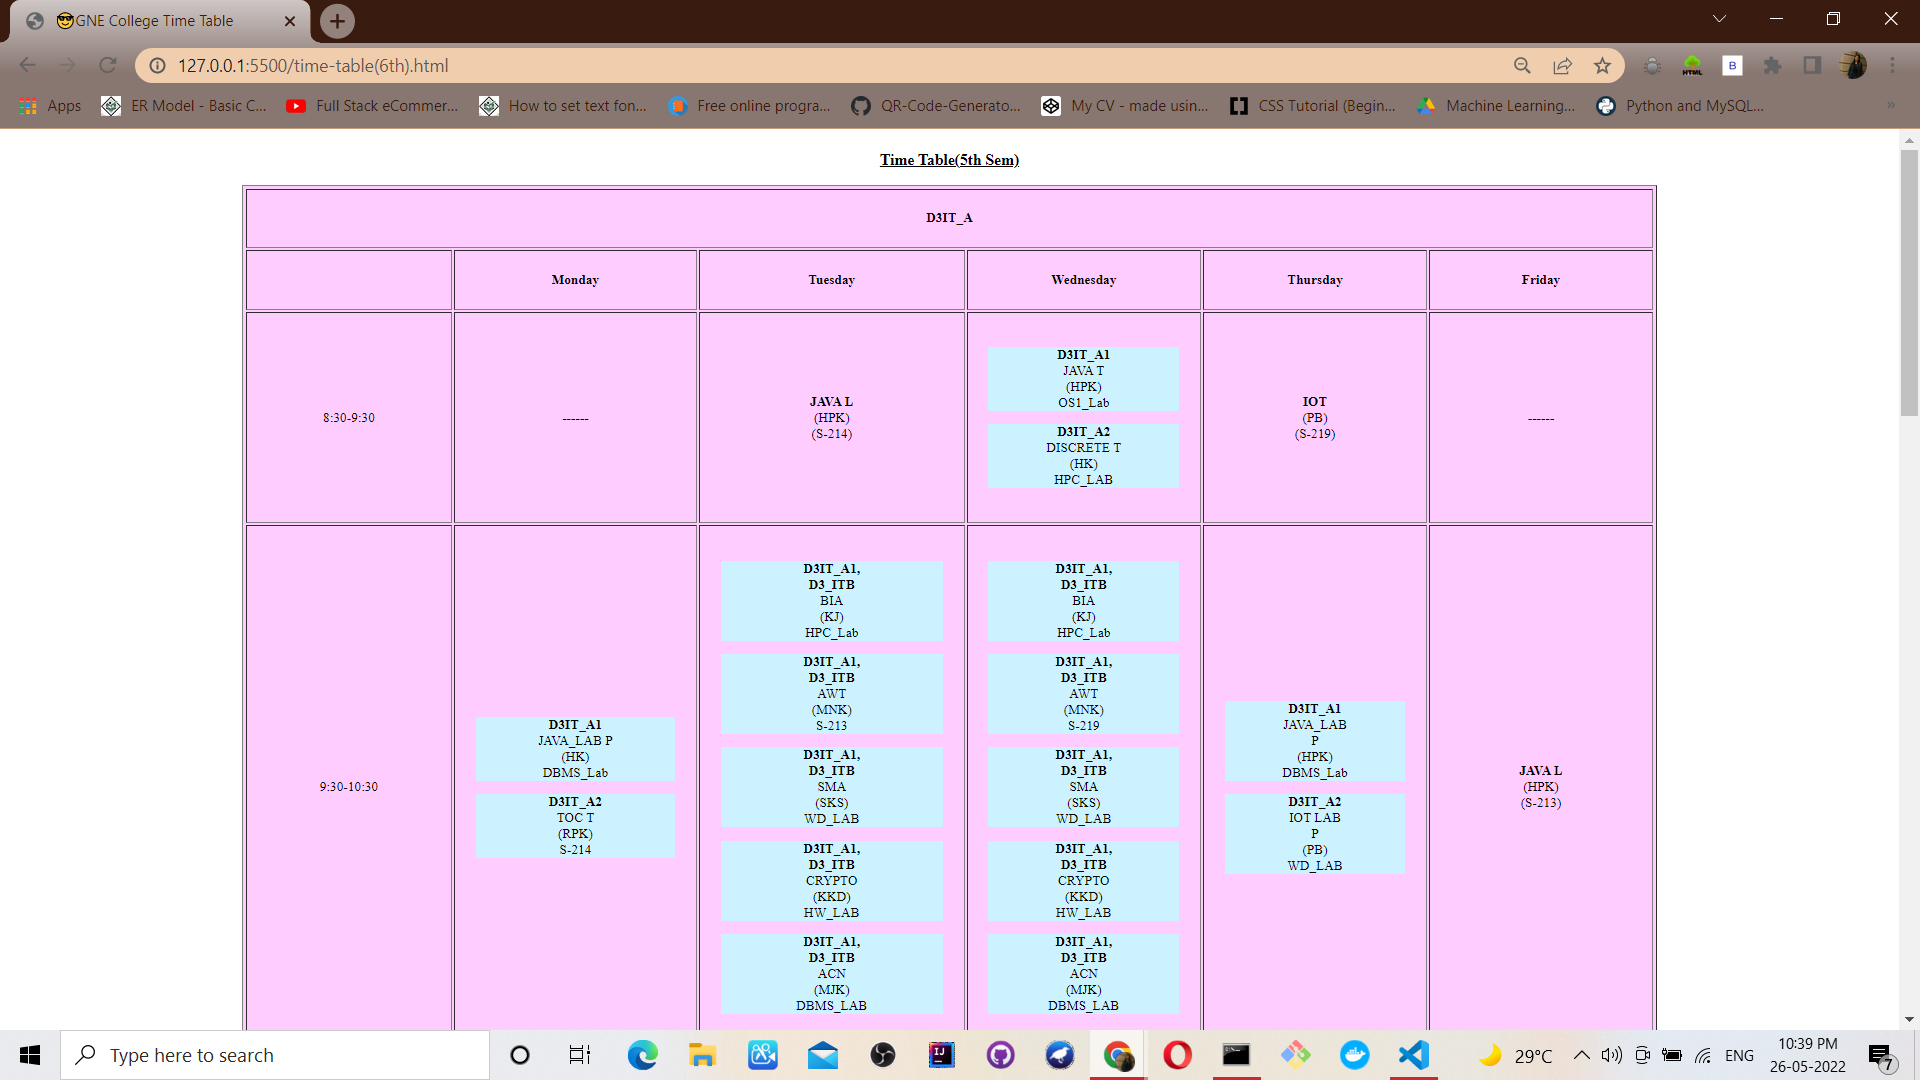 😎GNE College Time Table
127.0.0.1:5500/time-table(6th).html
Apps
ER Model - Basic C...
Full Stack eCommer...
How to set text fon...
Free online progra...
QR-Code-Generato...
My CV - made usin...
CSS Tutorial (Begin...
Machine Learning...
Python and MySQL...
Time Table(5th Sem)
D3IT_A
Monday
Tuesday
Wednesday
Thursday
Friday
8:30-9:30
------
JAVA L
(HPK)
(S-214)
D3IT_A1
JAVA T
(HPK)
OS1_Lab
D3IT_A2
DISCRETE T
(HK)
HPC_LAB
IOT
(PB)
(S-219)
------
9:30-10:30
D3IT_A1
JAVA_LAB P
(HK)
DBMS_Lab
D3IT_A2
TOC T
(RPK)
S-214
D3IT_A1,
D3_ITB
BIA
(KJ)
HPC_Lab
D3IT_A1,
D3_ITB
AWT
(MNK)
S-213
D3IT_A1,
D3_ITB
SMA
(SKS)
WD_LAB
D3IT_A1,
D3_ITB
CRYPTO
(KKD)
HW_LAB
D3IT_A1,
D3_ITB
ACN
(MJK)
DBMS_LAB
D3IT_A1,
D3_ITB
BIA
(KJ)
HPC_Lab
D3IT_A1,
D3_ITB
AWT
(MNK)
S-219
D3IT_A1,
D3_ITB
SMA
(SKS)
WD_LAB
D3IT_A1,
D3_ITB
CRYPTO
(KKD)
HW_LAB
D3IT_A1,
D3_ITB
ACN
(MJK)
DBMS_LAB
D3IT_A1
JAVA_LAB
P
(HPK)
DBMS_Lab
D3IT_A2
IOT LAB
P
(PB)
WD_LAB
JAVA L
(HPK)
(S-213)
Type here to search
29°C
ENG
10:39 PM
26-05-2022
7